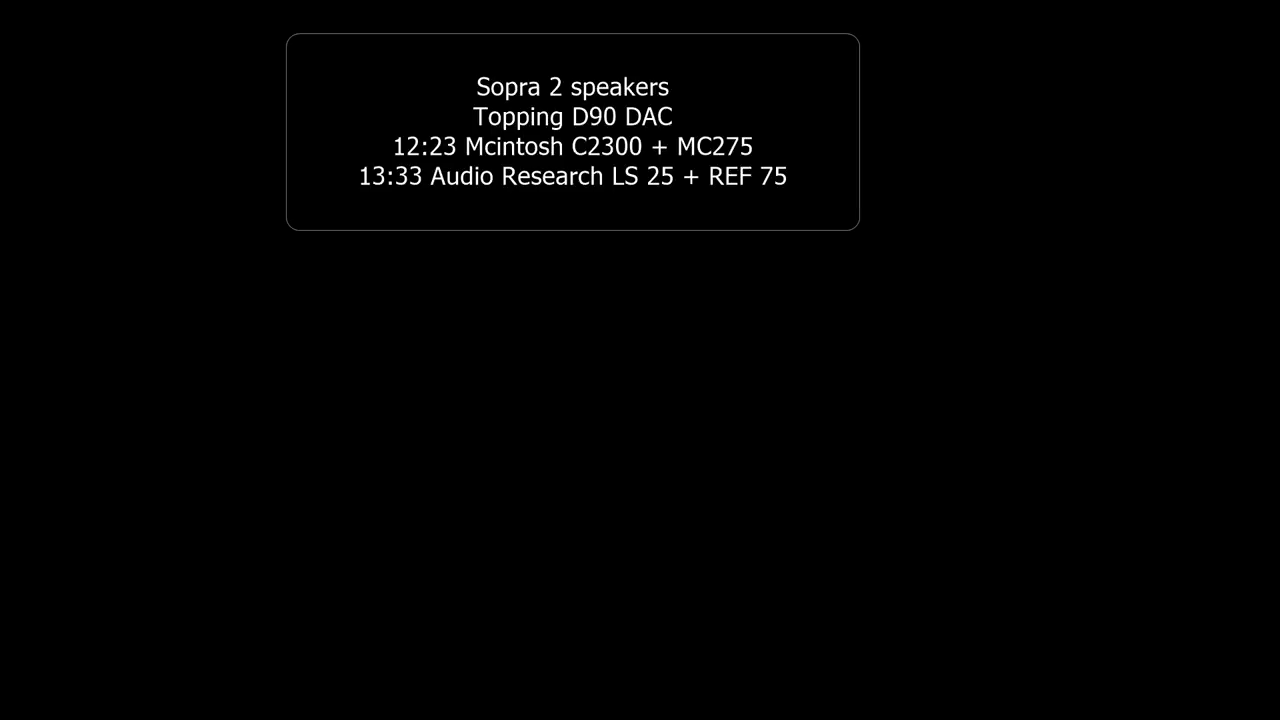 Sopra 2 speakers
Topping D90 DAC
12:23 Mcintosh C2300 + MC275
13:33 Audio Research LS 25 + REF 75